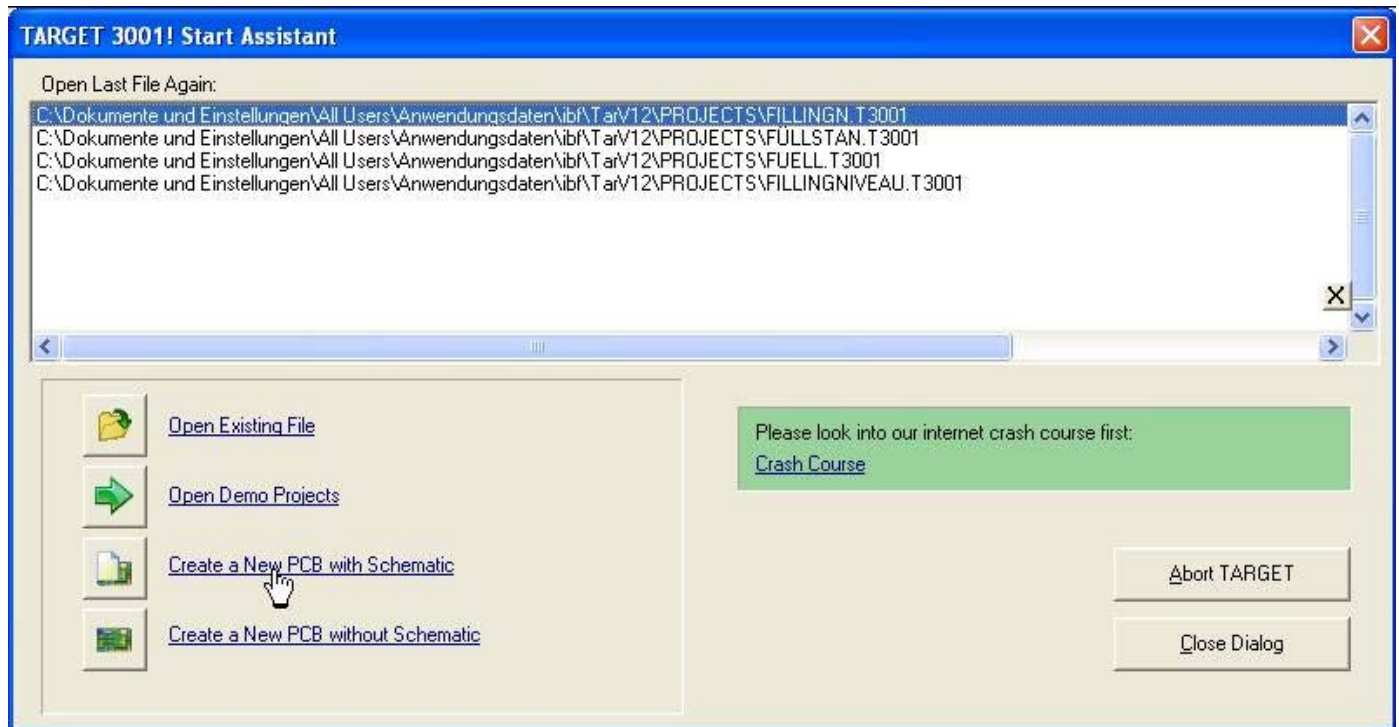 TARGET 3001! Start Assistant
Open Last File Again:
C:\Dokumente und Einstellungen\All Users\Anwendungsdaten\ibf\TarV12\PROJECTS\FILLINGN.T3001
C:\Dokumente und Einstellungen\All Users\Anwendungsdaten\ibf\TarV12\PROJECTS\FÜLLSTAN.T3001
C:\Dokumente und Einstellungen\All Users\Anwendungsdaten\ibf\TarV12\PROJECTS\FUELL.T3001
C:\Dokumente und Einstellungen\All Users\Anwendungsdaten\ibf\TarV12\PROJECTS\FILLINGNIVEAU.T3001
X
Open Existing File
Open Demo Projects
Create a New PCB with Schematic
Create a New PCB without Schematic
Please look into our internet crash course first:
Crash Course
Abort TARGET
Close Dialog